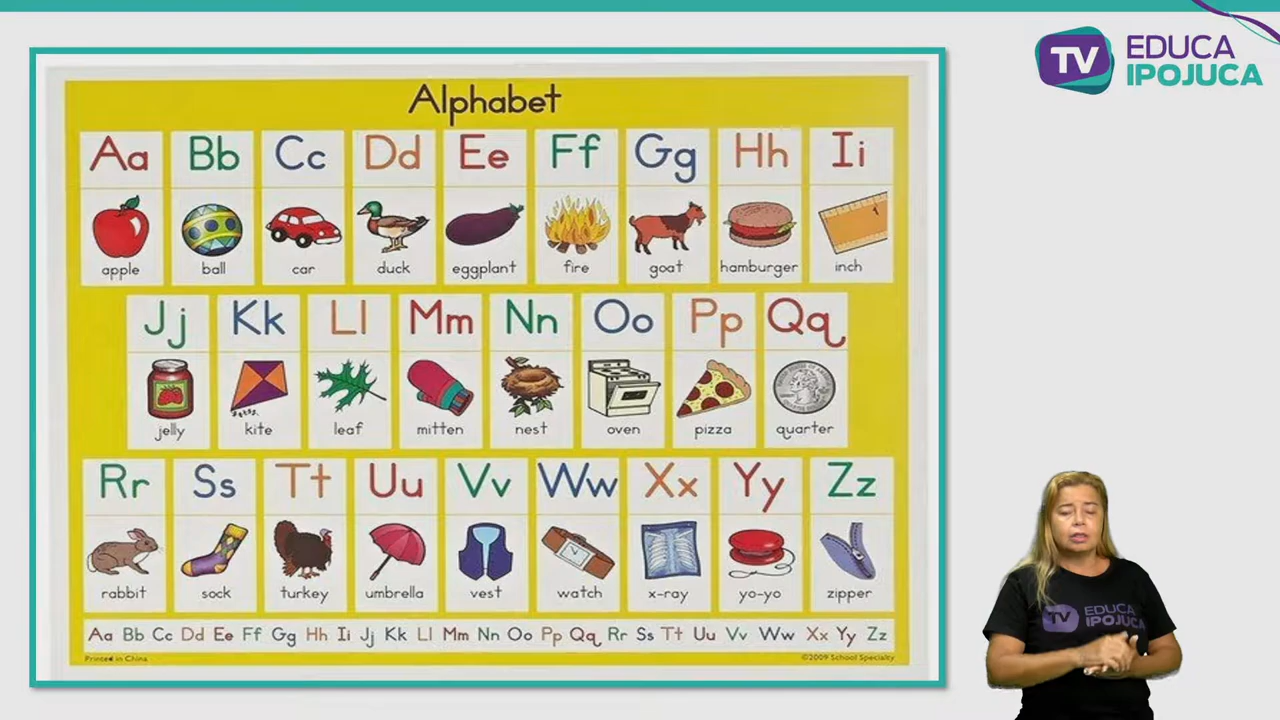 TV EDUCA
IPOJUCA
Alphabet
Aa Bb Cc Dd Ee Ff Gg Hh Ii
apple ball car duck eggplant fire goat hamburger inch
Jj Kk Ll Mm Nn Oo Pp Qq
jelly kite leaf mitten nest oven pizza quarter
Rr Ss Tt Uu Vv Ww Xx Yy Zz
rabbit sock turkey umbrella vest watch x-ray yo-yo zipper
Aa Bb Cc Dd Ee Ff Gg Hh Ii Jj Kk Ll Mm Nn Oo Pp Qq Rr Ss Tt Uu Vv Ww Xx Yy Zz
Printed in China ©2009 School Specialty
TV EDUCA
IPOJUCA